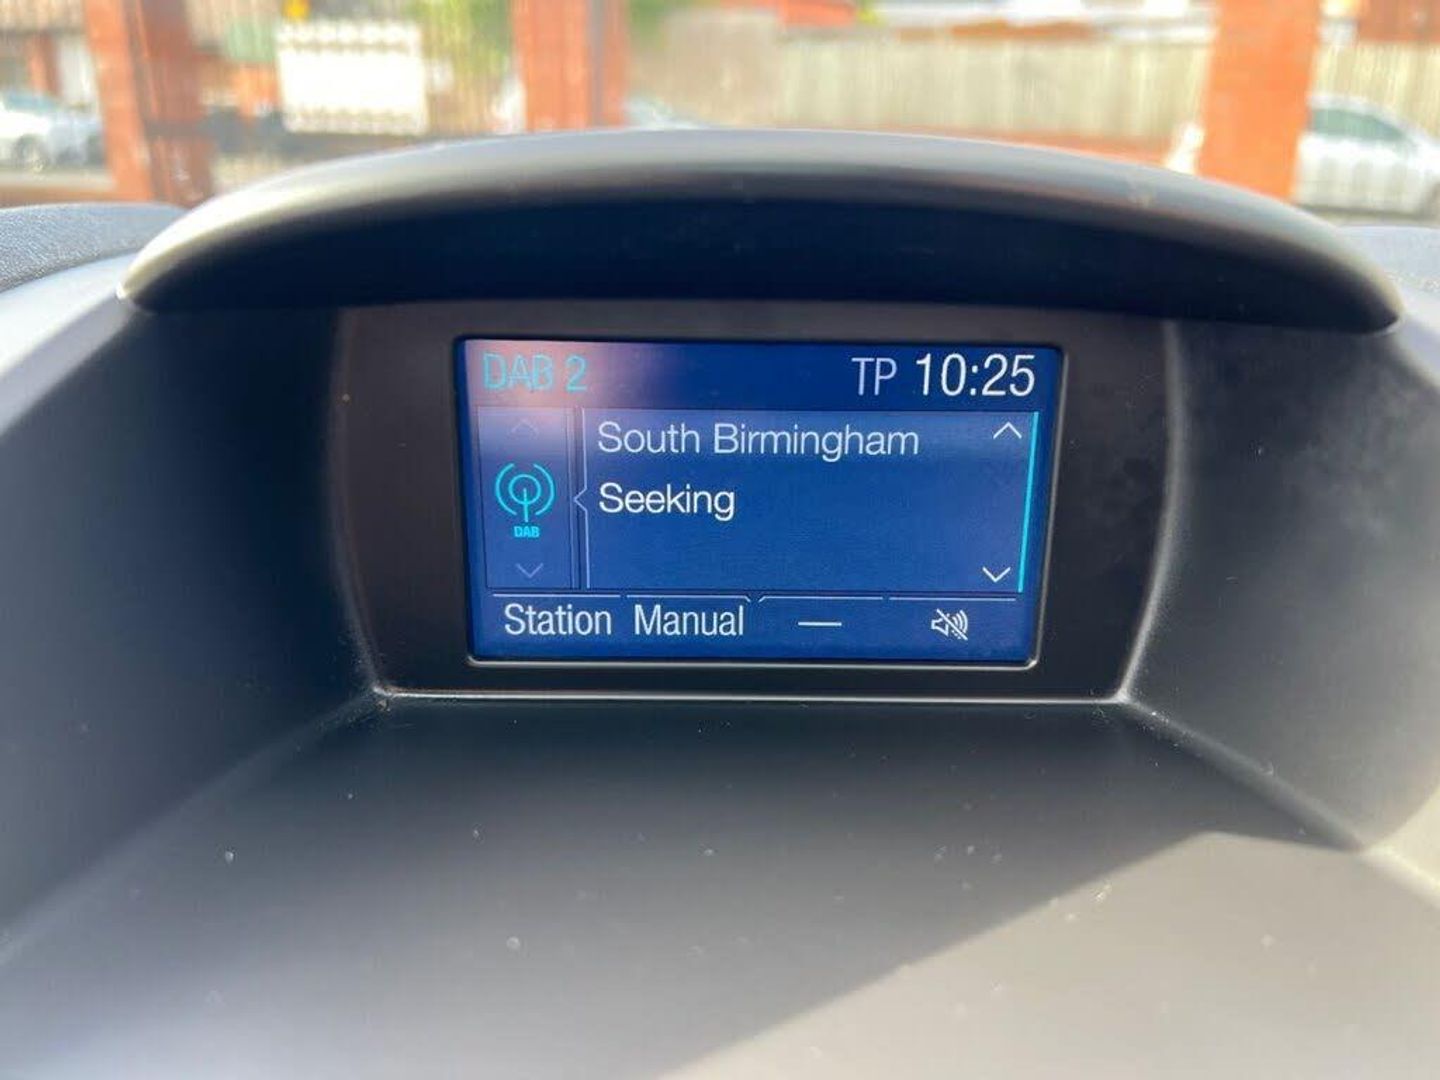 DAB 2 TP 10:25
South Birmingham
Seeking
DAB
Station Manual